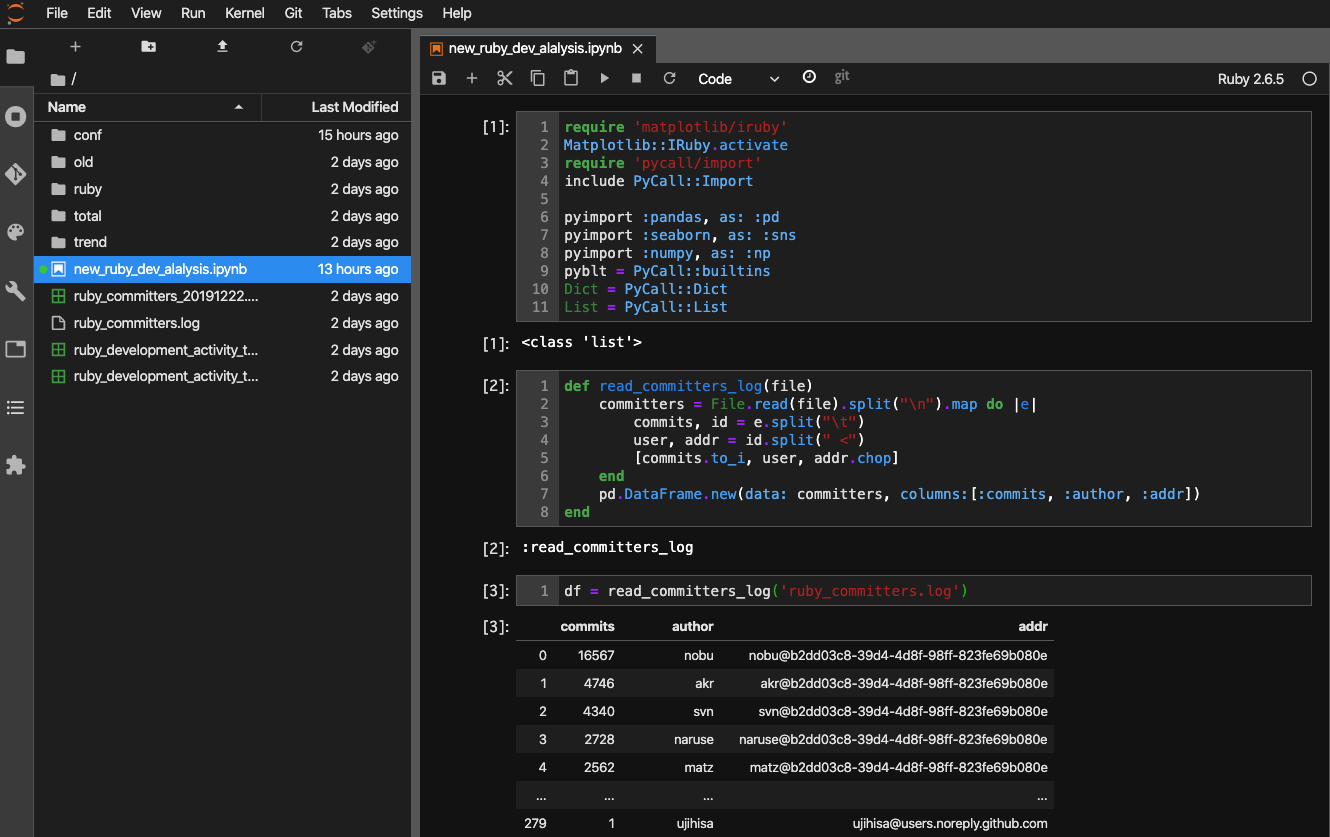 File Edit View Run Kernel Git Tabs Settings Help
/
Name Last Modified
conf 15 hours ago
old 2 days ago
ruby 2 days ago
total 2 days ago
trend 2 days ago
new_ruby_dev_alalysis.ipynb 13 hours ago
ruby_committers_20191222.... 2 days ago
ruby_committers.log 2 days ago
ruby_development_activity_t... 2 days ago
ruby_development_activity_t... 2 days ago
new_ruby_dev_alalysis.ipynb
Code git Ruby 2.6.5
[1]: 1 require 'matplotlib/iruby'
2 Matplotlib::IRuby.activate
3 require 'pycall/import'
4 include PyCall::Import
5
6 pyimport :pandas, as: :pd
7 pyimport :seaborn, as: :sns
8 pyimport :numpy, as: :np
9 pyblt = PyCall::builtins
10 Dict = PyCall::Dict
11 List = PyCall::List
[1]: <class 'list'>
[2]: 1 def read_committers_log(file)
2     committers = File.read(file).split("\n").map do |e|
3         commits, id = e.split("\t")
4         user, addr = id.split(" <")
5         [commits.to_i, user, addr.chop]
6     end
7     pd.DataFrame.new(data: committers, columns:[:commits, :author, :addr])
8 end
[2]: :read_committers_log
[3]: 1 df = read_committers_log('ruby_committers.log')
[3]: commits author addr
0 16567 nobu nobu@b2dd03c8-39d4-4d8f-98ff-823fe69b080e
1 4746 akr akr@b2dd03c8-39d4-4d8f-98ff-823fe69b080e
2 4340 svn svn@b2dd03c8-39d4-4d8f-98ff-823fe69b080e
3 2728 naruse naruse@b2dd03c8-39d4-4d8f-98ff-823fe69b080e
4 2562 matz matz@b2dd03c8-39d4-4d8f-98ff-823fe69b080e
... ... ... ...
279 1 ujihisa ujihisa@users.noreply.github.com